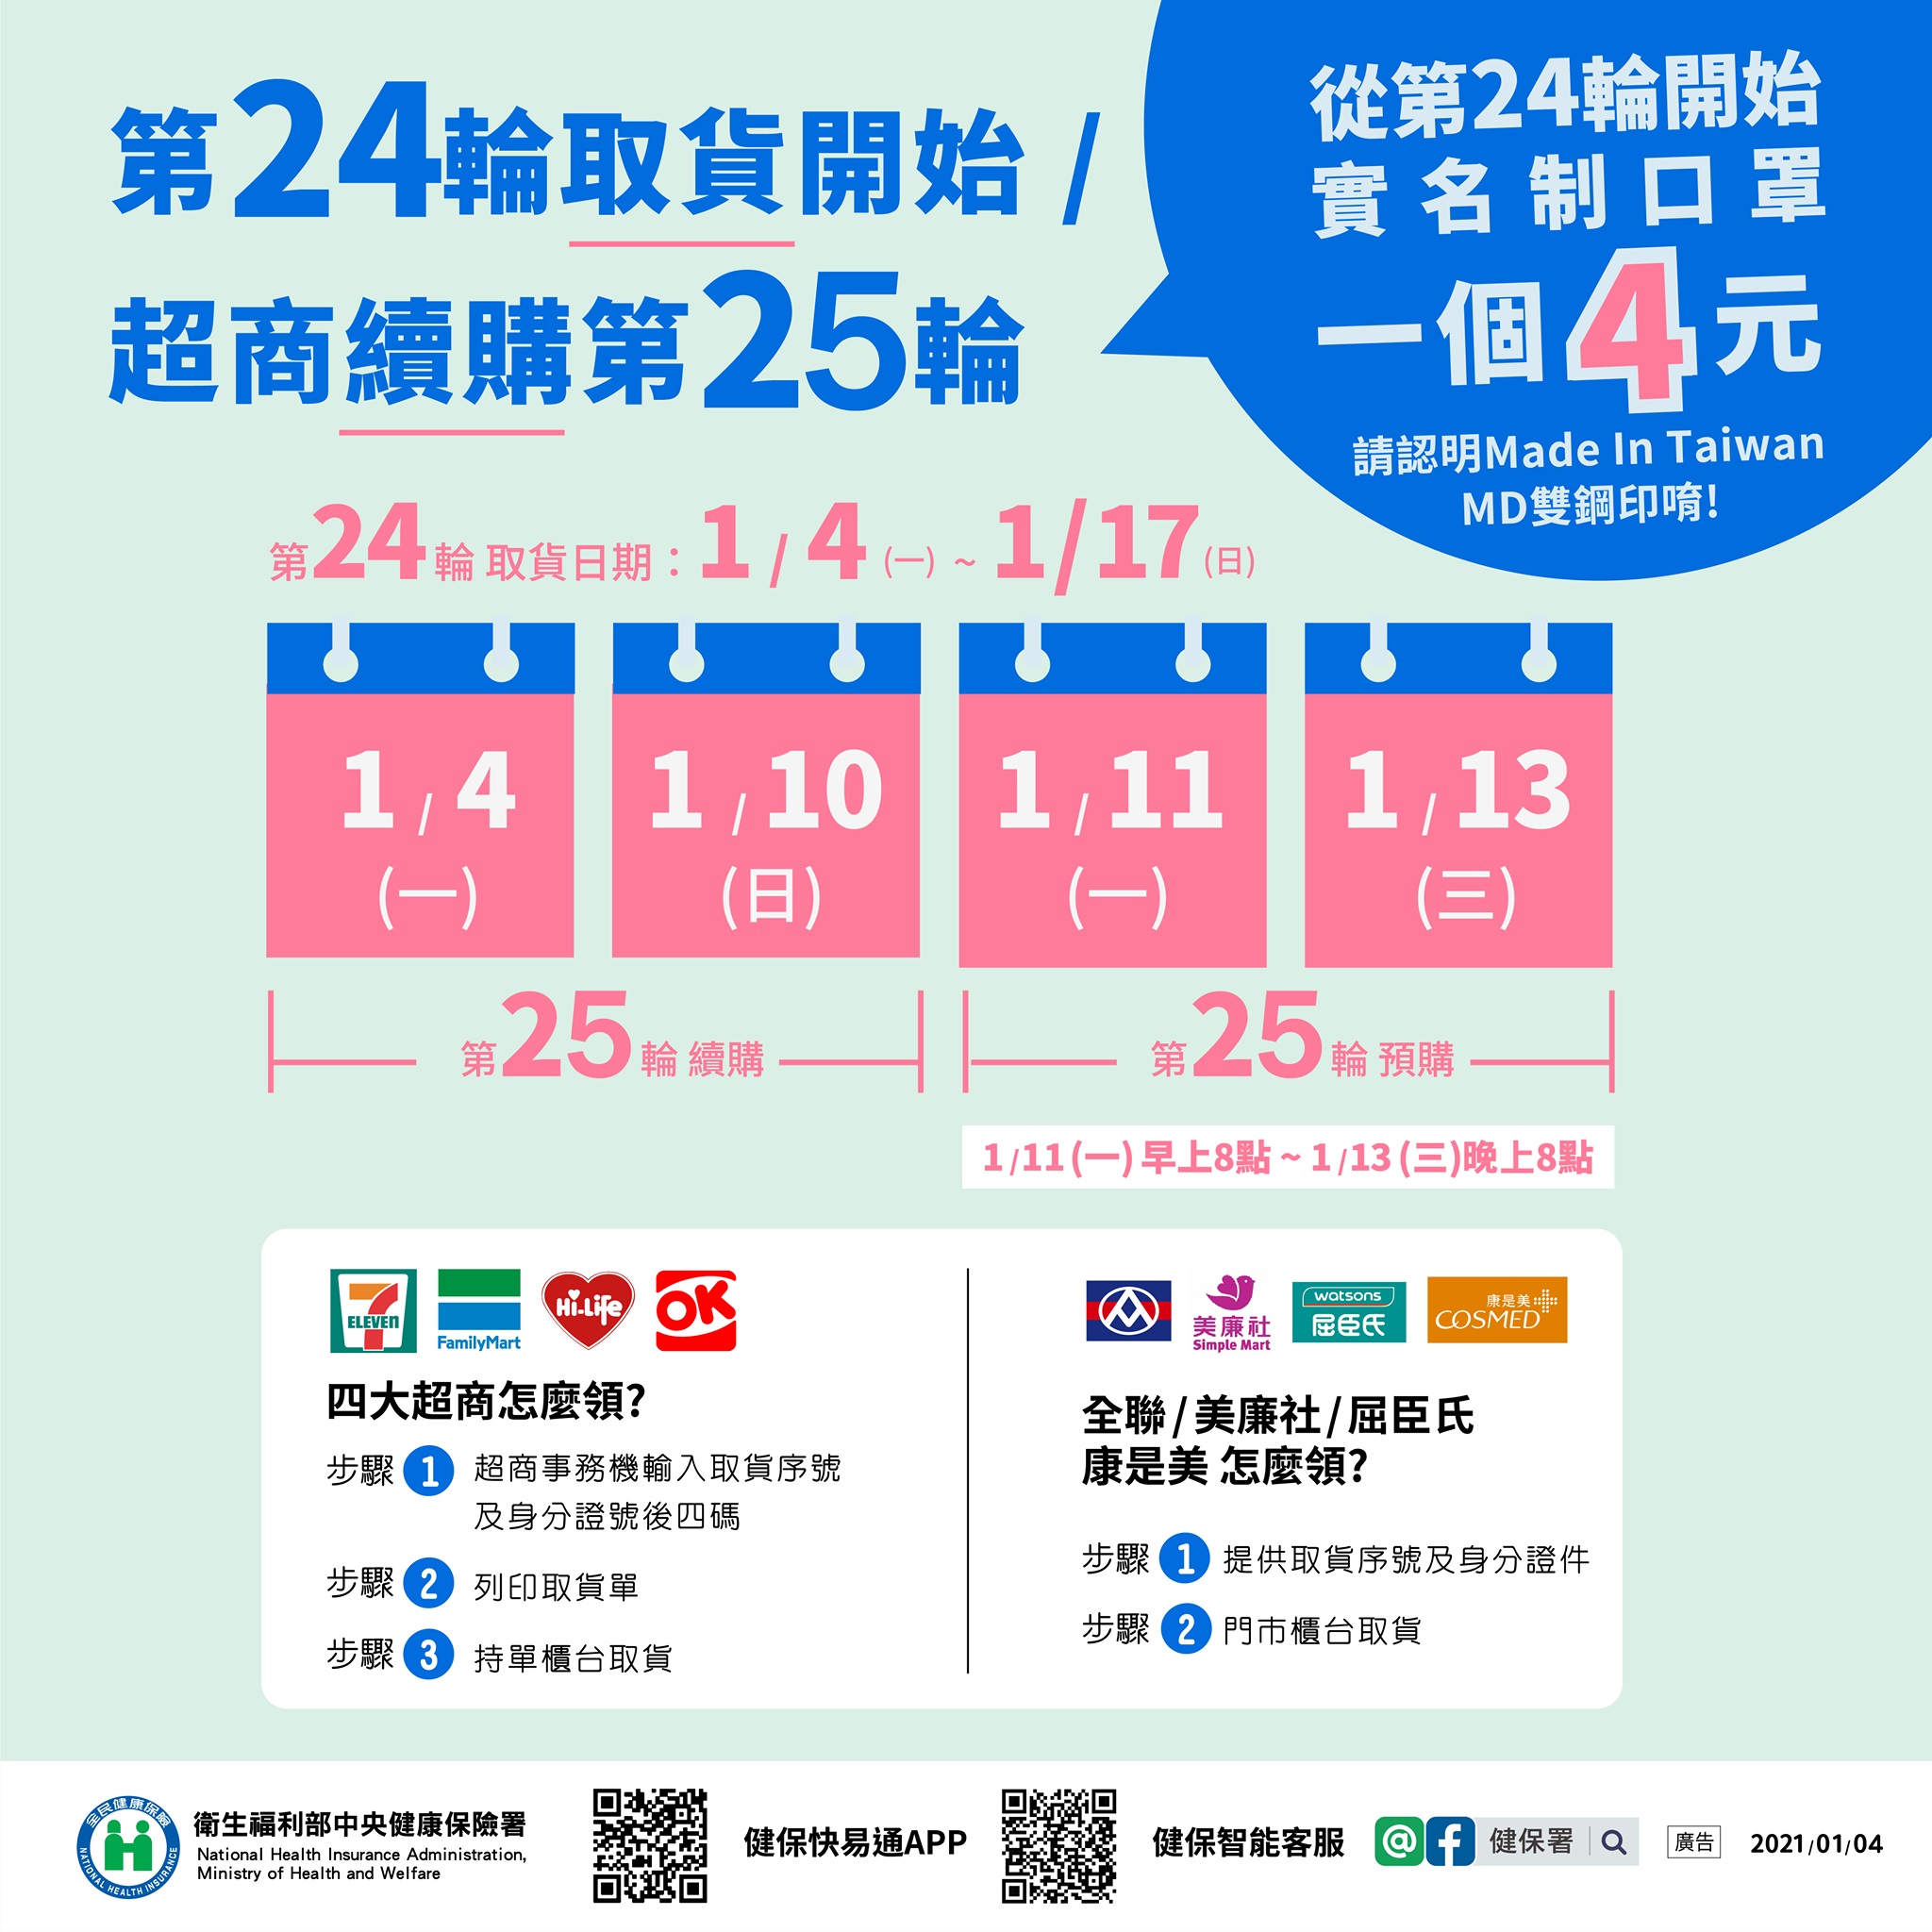 第24輪取貨開始/
超商續購第25輪
從第24輪開始
實名制口罩
一個4元
請認明Made In Taiwan
MD雙鋼印唷!
第24輪 取貨日期：1/4(一) ~ 1/17(日)
1/4
(一)
1/10
(日)
1/11
(一)
1/13
(三)
第25輪 續購
第25輪 預購
1/11(一)早上8點~1/13(三)晚上8點
7
ELEVEn
FamilyMart
Hi-Life
OK
四大超商怎麼領?
步驟 1 超商事務機輸入取貨序號
及身分證號後四碼
步驟 2 列印取貨單
步驟 3 持單櫃台取貨
美廉社
Simple Mart
watsons
屈臣氏
康是美
COSMED
全聯/美廉社/屈臣氏
康是美 怎麼領?
步驟 1 提供取貨序號及身分證件
步驟 2 門市櫃台取貨
全民健康保險
NATIONAL HEALTH INSURANCE
衛生福利部中央健康保險署
National Health Insurance Administration,
Ministry of Health and Welfare
健保快易通APP
健保智能客服
@ f 健保署
廣告
2021/01/04